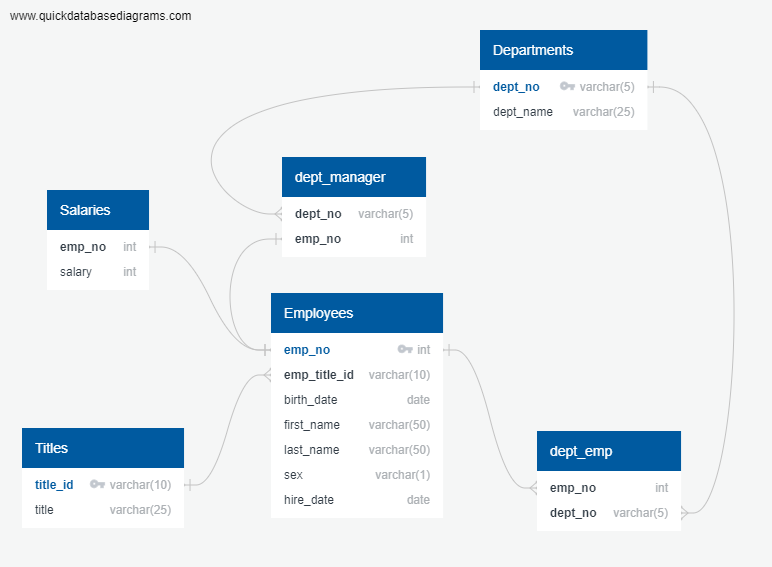 www.quickdatabasediagrams.com
Departments
dept_no varchar(5)
dept_name varchar(25)
dept_manager
dept_no varchar(5)
emp_no int
Salaries
emp_no int
salary int
Employees
emp_no int
emp_title_id varchar(10)
birth_date date
first_name varchar(50)
last_name varchar(50)
sex varchar(1)
hire_date date
Titles
title_id varchar(10)
title varchar(25)
dept_emp
emp_no int
dept_no varchar(5)